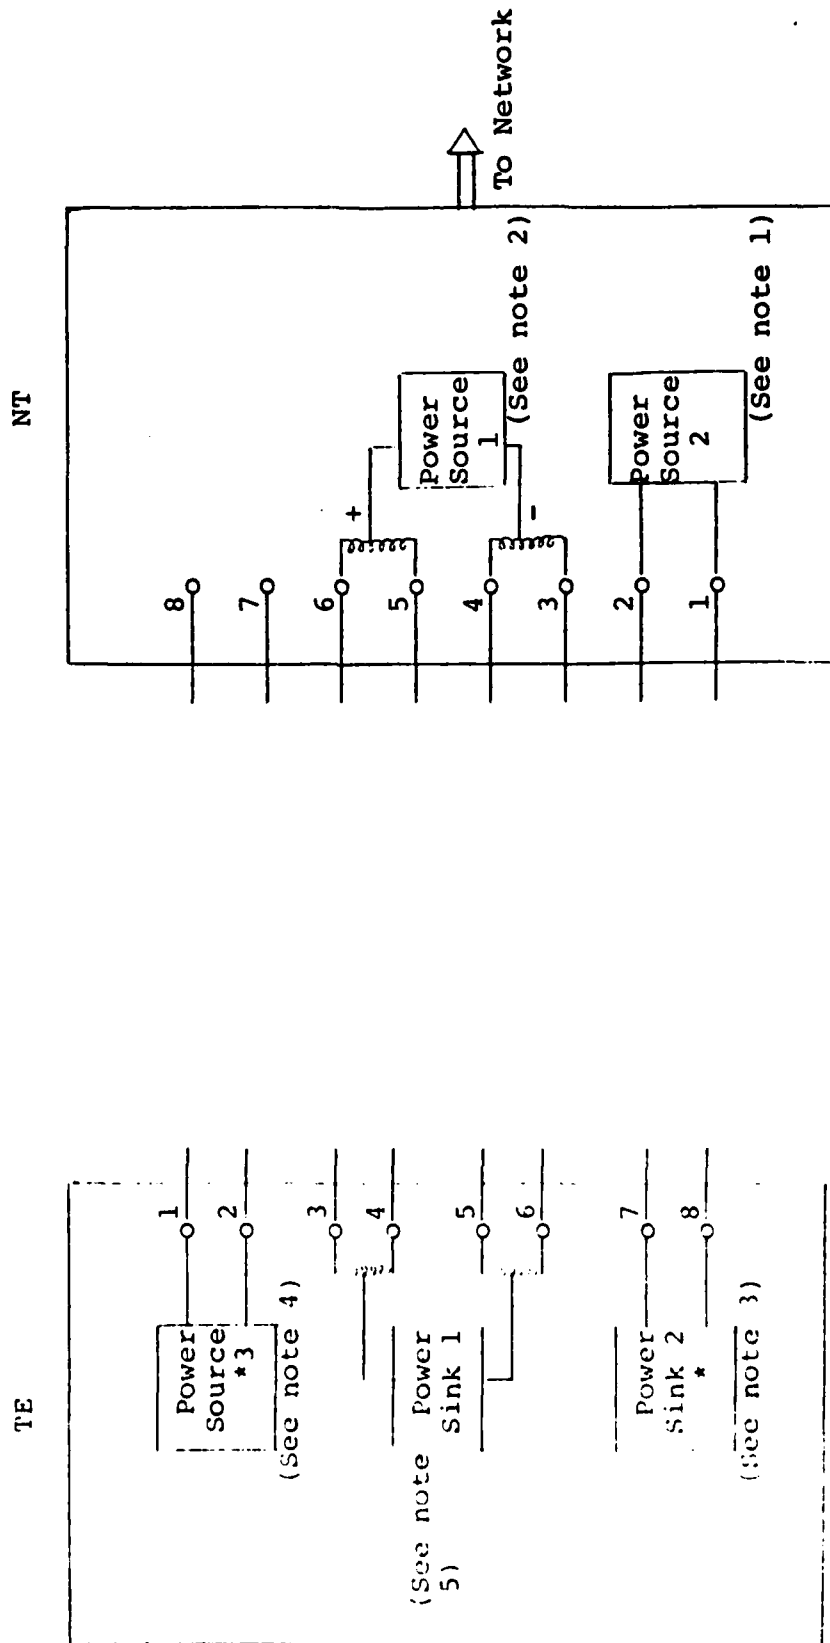 TE
NT
1
2
3
4
5
6
7
8
Power
Source
*3
(See note 4)
Power
Sink 1
(See note
5)
Power
Sink 2
*
(See note 3)
8
7
6
5
4
3
2
1
+
-
Power
Source
1
(See note 2)
Power
Source
2
(See note 1)
To Network